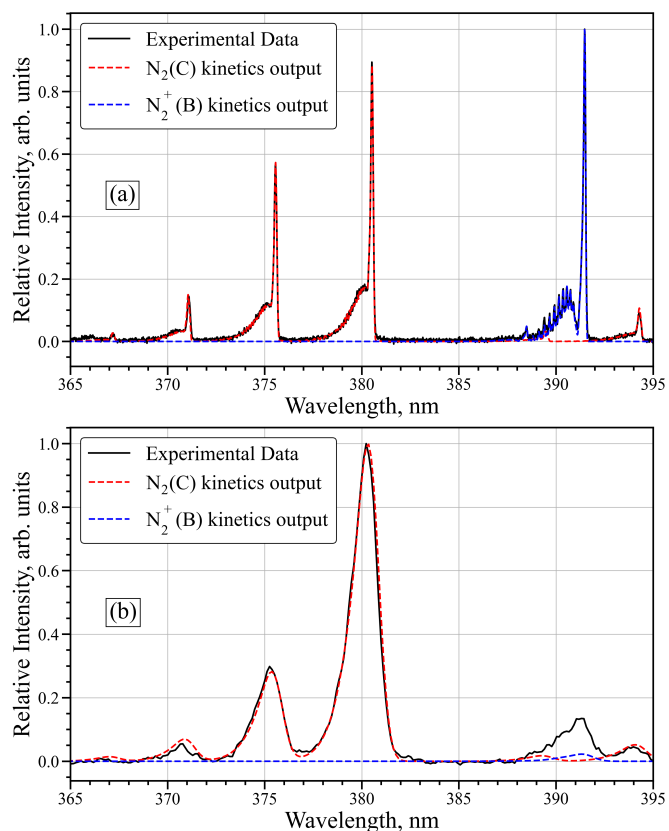 Experimental Data
N₂(C) kinetics output
N₂⁺(B) kinetics output
(a)
Relative Intensity, arb. units
1.0
0.8
0.6
0.4
0.2
0.0
365 370 375 380 385 390 395
Wavelength, nm
Experimental Data
N₂(C) kinetics output
N₂⁺(B) kinetics output
(b)
Relative Intensity, arb. units
1.0
0.8
0.6
0.4
0.2
0.0
365 370 375 380 385 390 395
Wavelength, nm